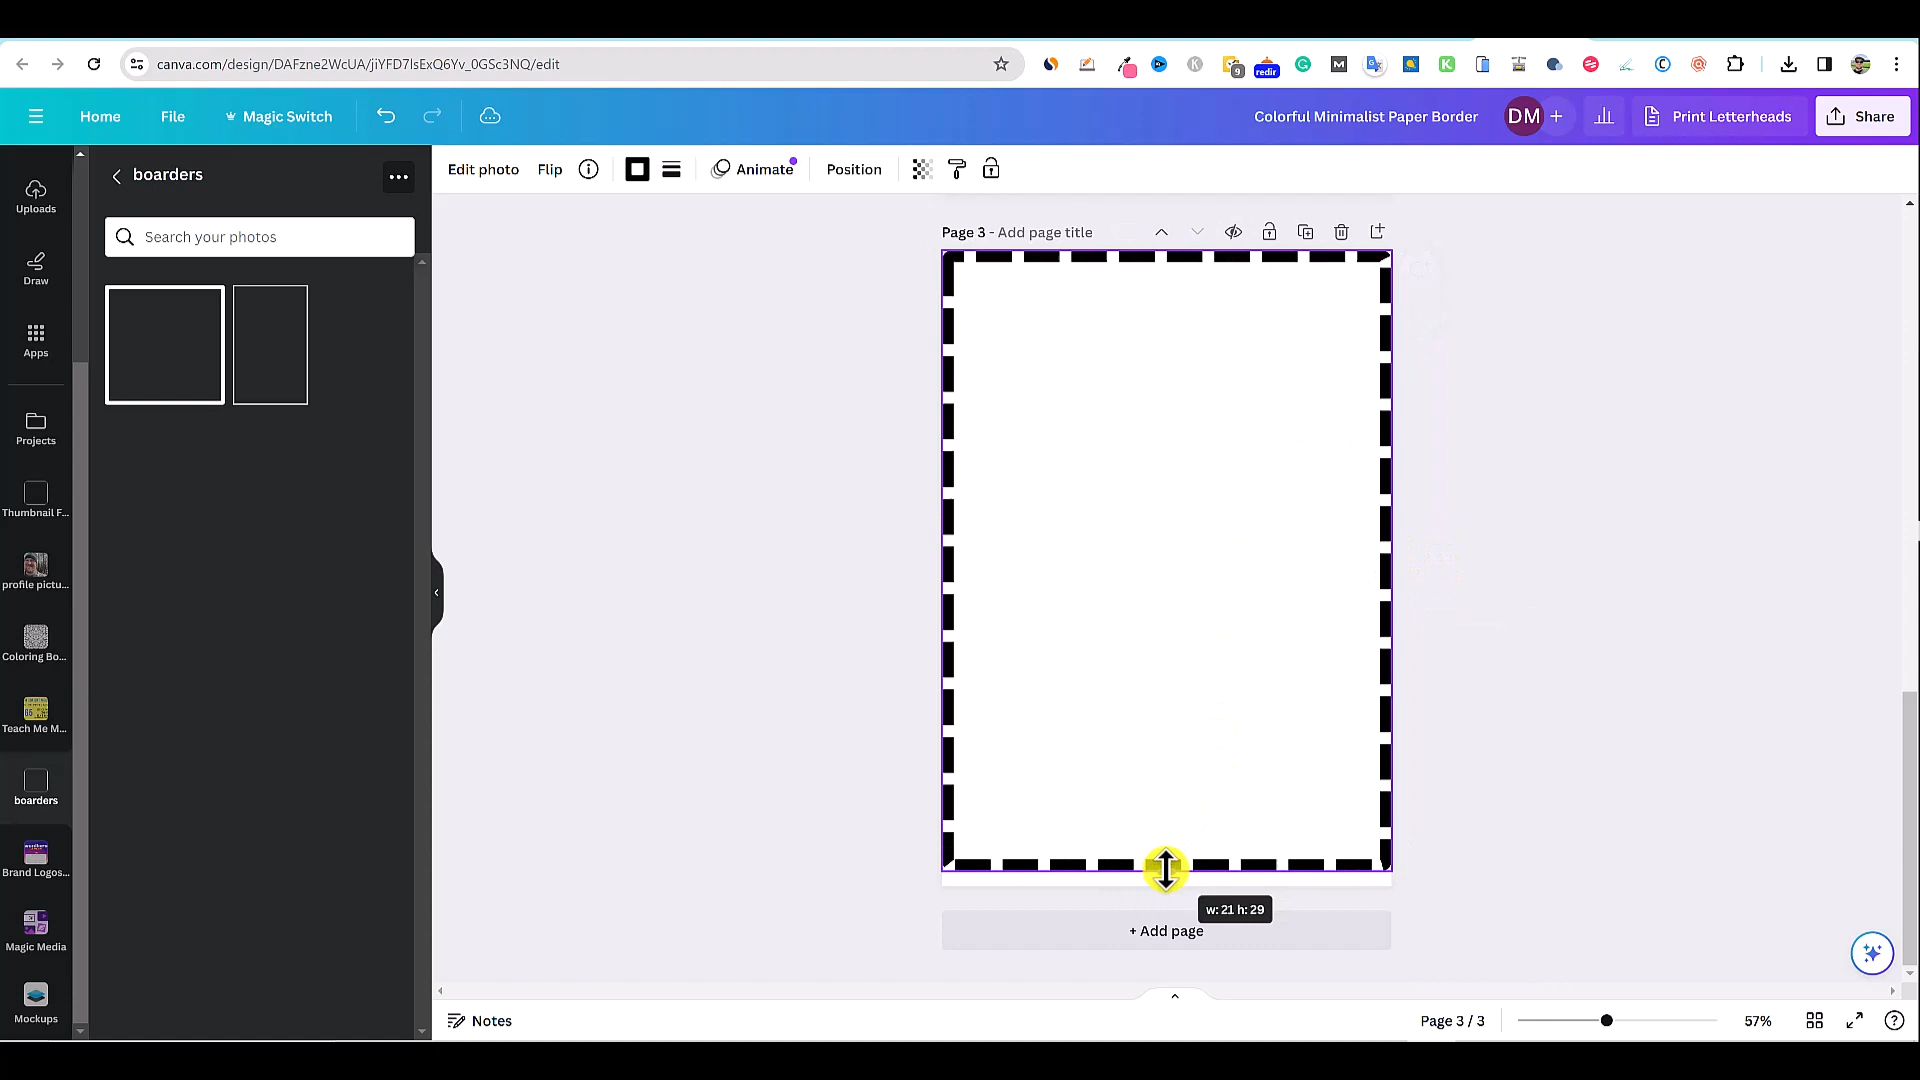 canva.com/design/DAFzne2WcUA/jiYFD7lsExQ6Yv_0GSc3NQ/edit
9
redir
Home
File
Magic Switch
Colorful Minimalist Paper Border
DM
+
Print Letterheads
Share
boarders
Edit photo
Flip
Animate
Position
Uploads
Search your photos
Page 3 - Add page title
Draw
Apps
Projects
Thumbnail F...
profile pictu...
Coloring Bo...
Teach Me M...
boarders
Brand Logos...
w: 21 h: 29
+ Add page
Magic Media
Mockups
Notes
Page 3 / 3
57%